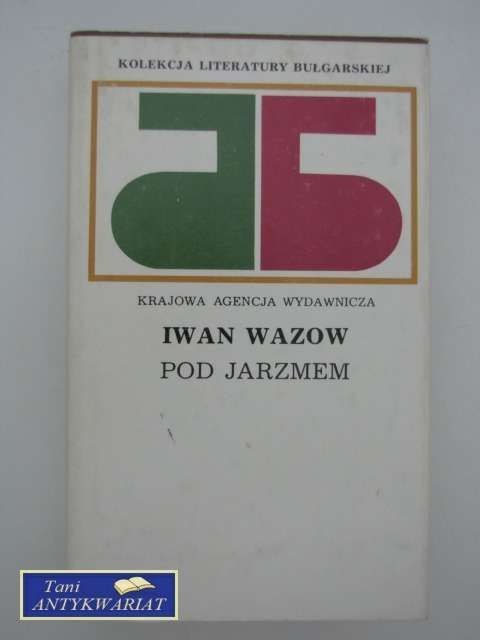 KOLEKCJA LITERATURY BUŁGARSKIEJ
KRAJOWA AGENCJA WYDAWNICZA
IWAN WAZOW
POD JARZMEM
Tani
ANTYKWARIAT